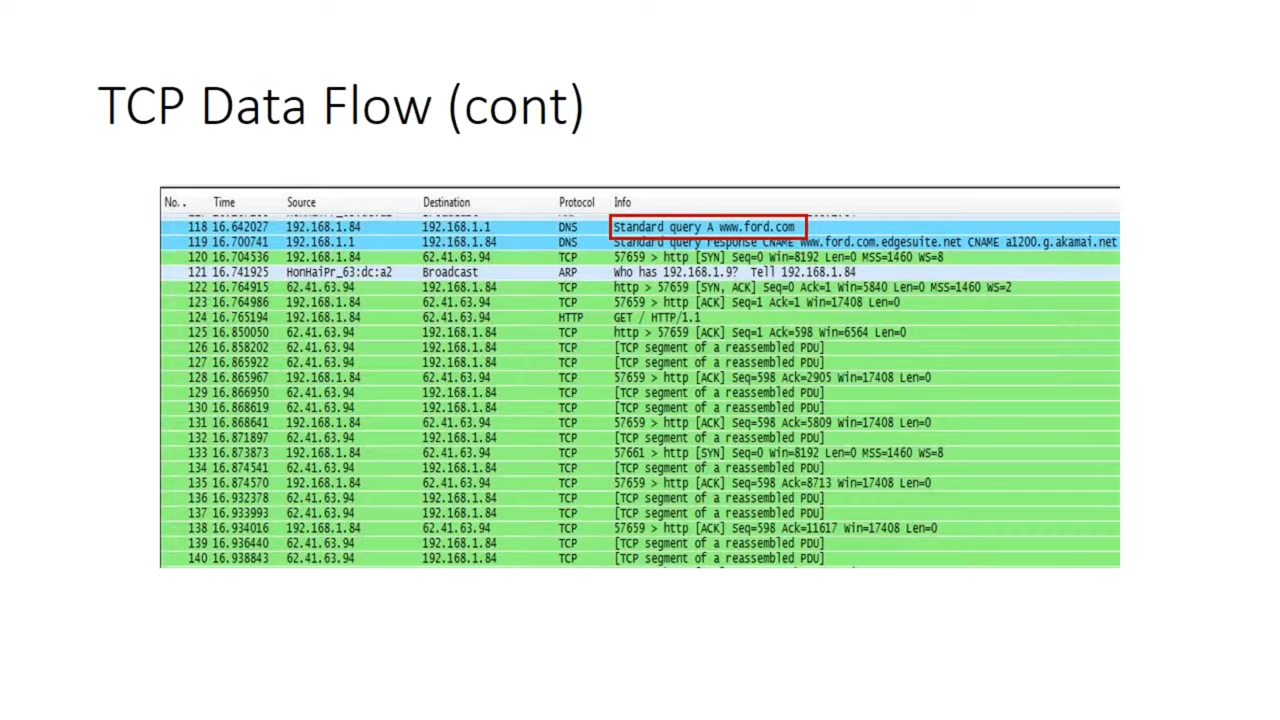 TCP Data Flow (cont)
No. . Time Source Destination Protocol Info
118 16.642027 192.168.1.84 192.168.1.1 DNS Standard query A www.ford.com
119 16.700741 192.168.1.1 192.168.1.84 DNS Standard query response CNAME www.ford.com.edgesuite.net CNAME a1200.g.akamai.net
120 16.704536 192.168.1.84 62.41.63.94 TCP 57659 > http [SYN] Seq=0 Win=8192 Len=0 MSS=1460 WS=8
121 16.741925 HonHaiPr_63:dc:a2 Broadcast ARP Who has 192.168.1.9? Tell 192.168.1.84
122 16.764915 62.41.63.94 192.168.1.84 TCP http > 57659 [SYN, ACK] Seq=0 Ack=1 Win=5840 Len=0 MSS=1460 WS=2
123 16.764986 192.168.1.84 62.41.63.94 TCP 57659 > http [ACK] Seq=1 Ack=1 Win=17408 Len=0
124 16.765194 192.168.1.84 62.41.63.94 HTTP GET / HTTP/1.1
125 16.850050 62.41.63.94 192.168.1.84 TCP http > 57659 [ACK] Seq=1 Ack=598 Win=6564 Len=0
126 16.858202 62.41.63.94 192.168.1.84 TCP [TCP segment of a reassembled PDU]
127 16.865922 62.41.63.94 192.168.1.84 TCP [TCP segment of a reassembled PDU]
128 16.865967 192.168.1.84 62.41.63.94 TCP 57659 > http [ACK] Seq=598 Ack=2905 Win=17408 Len=0
129 16.866950 62.41.63.94 192.168.1.84 TCP [TCP segment of a reassembled PDU]
130 16.868619 62.41.63.94 192.168.1.84 TCP [TCP segment of a reassembled PDU]
131 16.868641 192.168.1.84 62.41.63.94 TCP 57659 > http [ACK] Seq=598 Ack=5809 Win=17408 Len=0
132 16.871897 62.41.63.94 192.168.1.84 TCP [TCP segment of a reassembled PDU]
133 16.873873 192.168.1.84 62.41.63.94 TCP 57661 > http [SYN] Seq=0 Win=8192 Len=0 MSS=1460 WS=8
134 16.874541 62.41.63.94 192.168.1.84 TCP [TCP segment of a reassembled PDU]
135 16.874570 192.168.1.84 62.41.63.94 TCP 57659 > http [ACK] Seq=598 Ack=8713 Win=17408 Len=0
136 16.932378 62.41.63.94 192.168.1.84 TCP [TCP segment of a reassembled PDU]
137 16.933993 62.41.63.94 192.168.1.84 TCP [TCP segment of a reassembled PDU]
138 16.934016 192.168.1.84 62.41.63.94 TCP 57659 > http [ACK] Seq=598 Ack=11617 Win=17408 Len=0
139 16.936440 62.41.63.94 192.168.1.84 TCP [TCP segment of a reassembled PDU]
140 16.938843 62.41.63.94 192.168.1.84 TCP [TCP segment of a reassembled PDU]